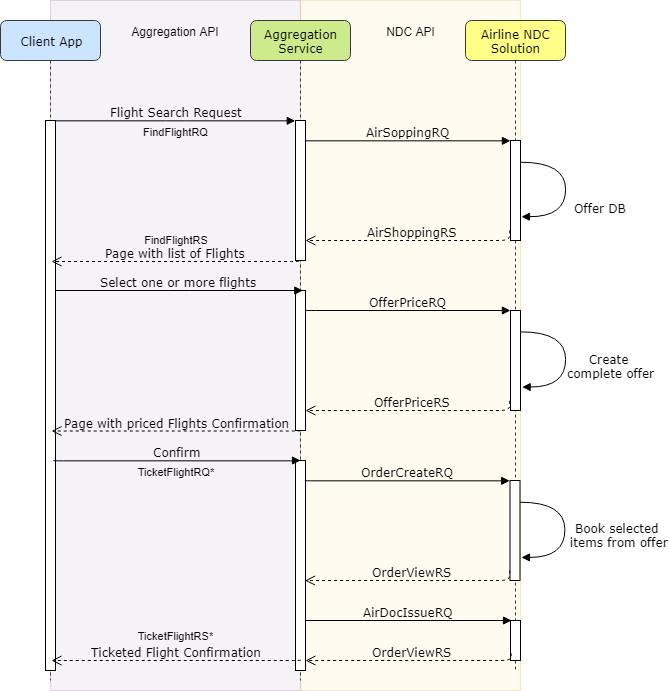 Client App
Aggregation API
Aggregation
Service
NDC API
Airline NDC
Solution
Flight Search Request
FindFlightRQ
AirSoppingRQ
Offer DB
AirShoppingRS
FindFlightRS
Page with list of Flights
Select one or more flights
OfferPriceRQ
Create
complete offer
OfferPriceRS
Page with priced Flights Confirmation
Confirm
TicketFlightRQ*
OrderCreateRQ
Book selected
items from offer
OrderViewRS
AirDocIssueRQ
TicketFlightRS*
Ticketed Flight Confirmation
OrderViewRS